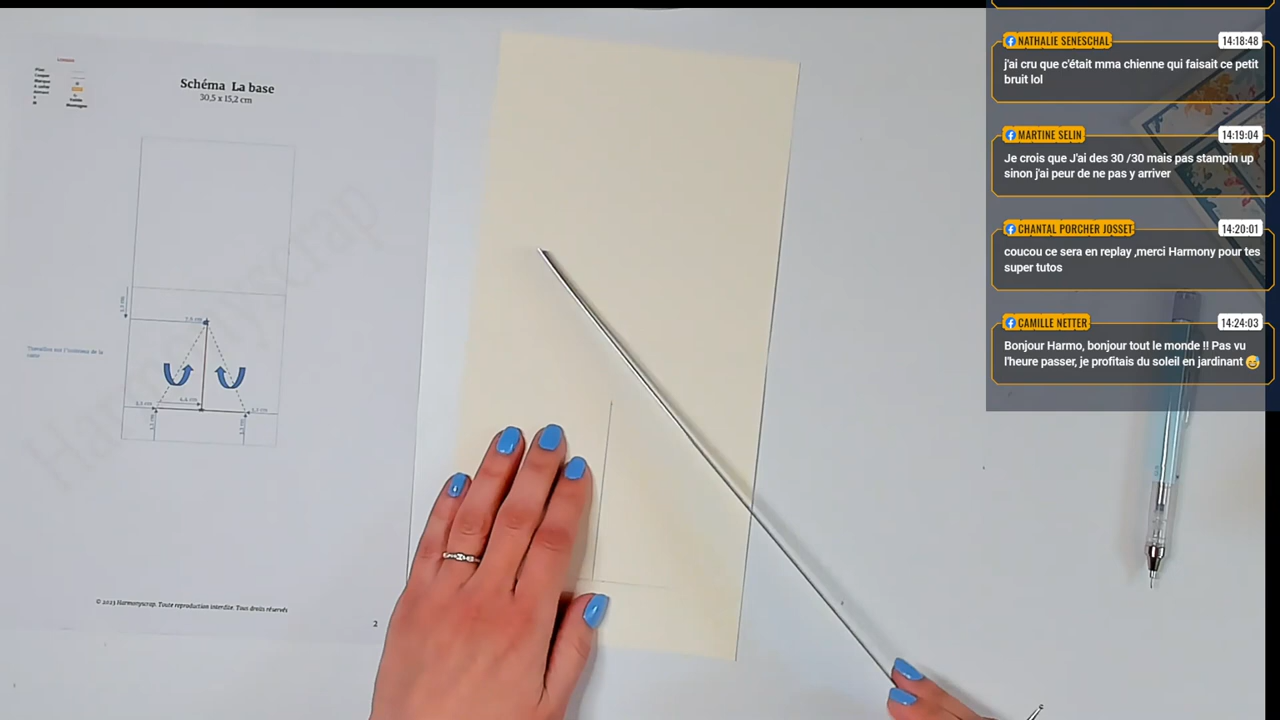 Schéma La base
30,5 x 15,2 cm
© 2023 Harmonyscrap. Toute reproduction interdite. Tous droits réservés
2
NATHALIE SENESCHAL
14:18:48
j'ai cru que c'était mma chienne qui faisait ce petit
bruit lol
MARTINE SELIN
14:19:04
Je crois que J'ai des 30 /30 mais pas stampin up
sinon j'ai peur de ne pas y arriver
CHANTAL PORCHER JOSSET
14:20:01
coucou ce sera en replay ,merci Harmony pour tes
super tutos
CAMILLE NETTER
14:24:03
Bonjour Harmo, bonjour tout le monde !! Pas vu
l'heure passer, je profitais du soleil en jardinant 😅